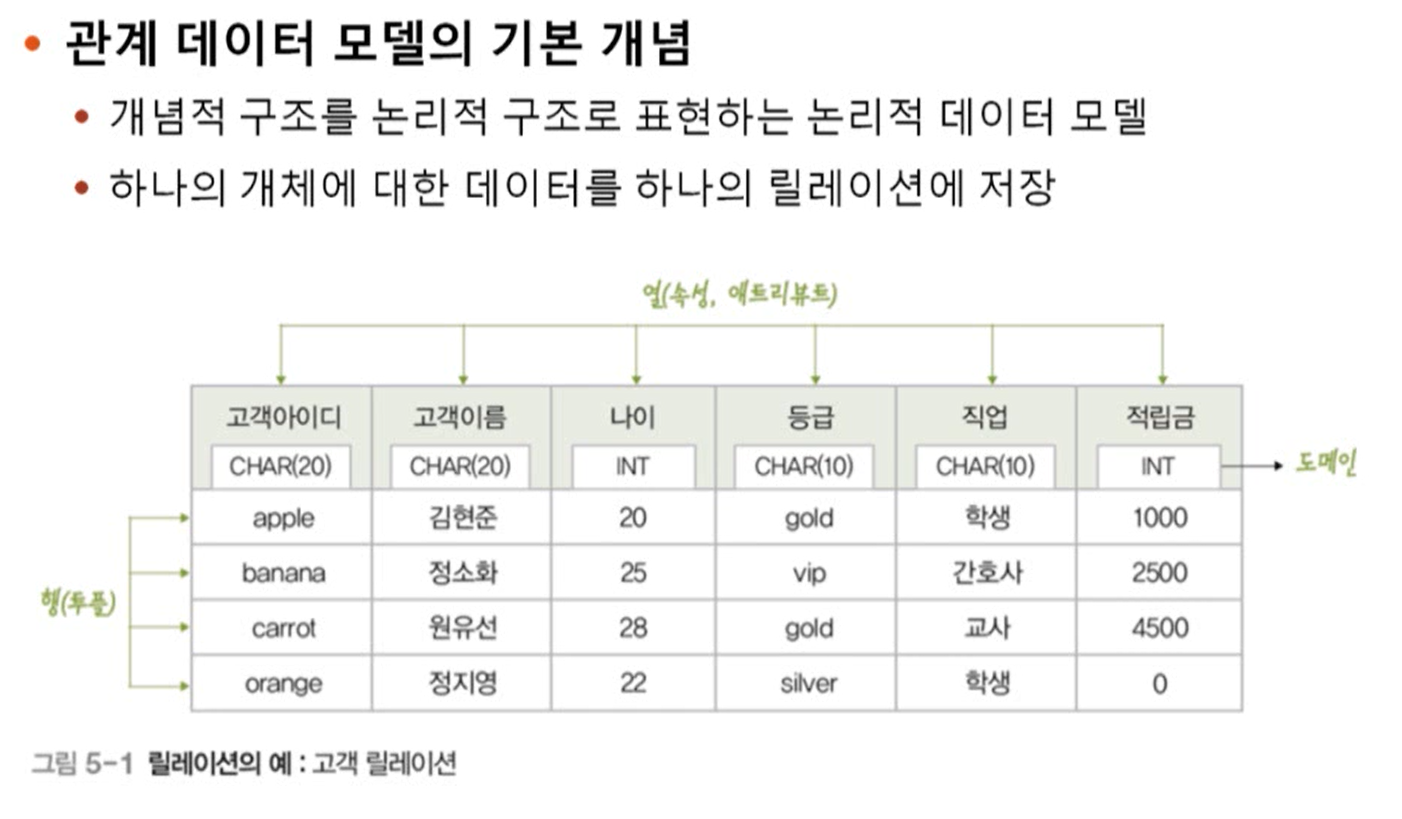 관계 데이터 모델의 기본 개념
개념적 구조를 논리적 구조로 표현하는 논리적 데이터 모델
하나의 개체에 대한 데이터를 하나의 릴레이션에 저장
열(속성, 애트리뷰트)
고객아이디 고객이름 나이 등급 직업 적립금
CHAR(20) CHAR(20) INT CHAR(10) CHAR(10) INT 도메인
apple 김현준 20 gold 학생 1000
banana 정소화 25 vip 간호사 2500
행(투플)
carrot 원유선 28 gold 교사 4500
orange 정지영 22 silver 학생 0
그림 5-1 릴레이션의 예 : 고객 릴레이션